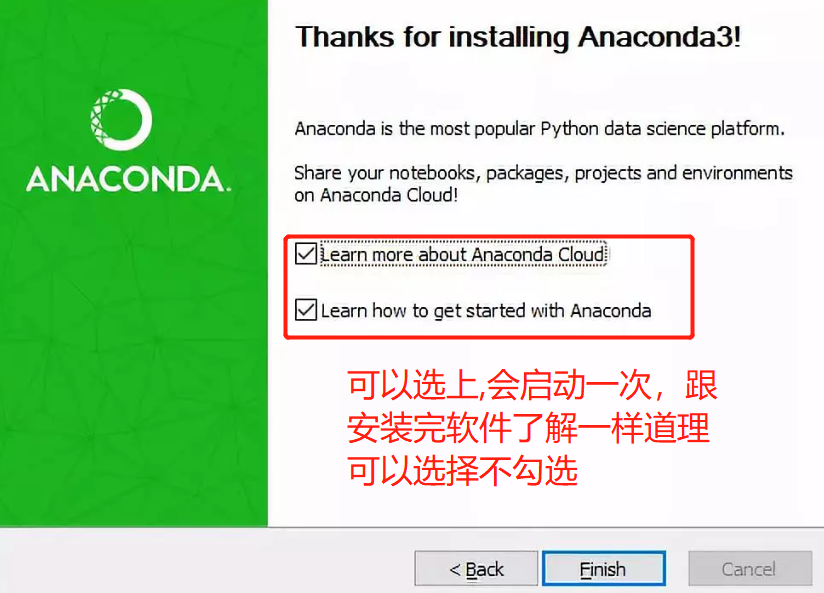 Thanks for installing Anaconda3!
Anaconda is the most popular Python data science platform.
Share your notebooks, packages, projects and environments
on Anaconda Cloud!
ANACONDA.
Learn more about Anaconda Cloud
Learn how to get started with Anaconda
可以选上,会启动一次，跟
安装完软件了解一样道理
可以选择不勾选
< Back
Finish
Cancel